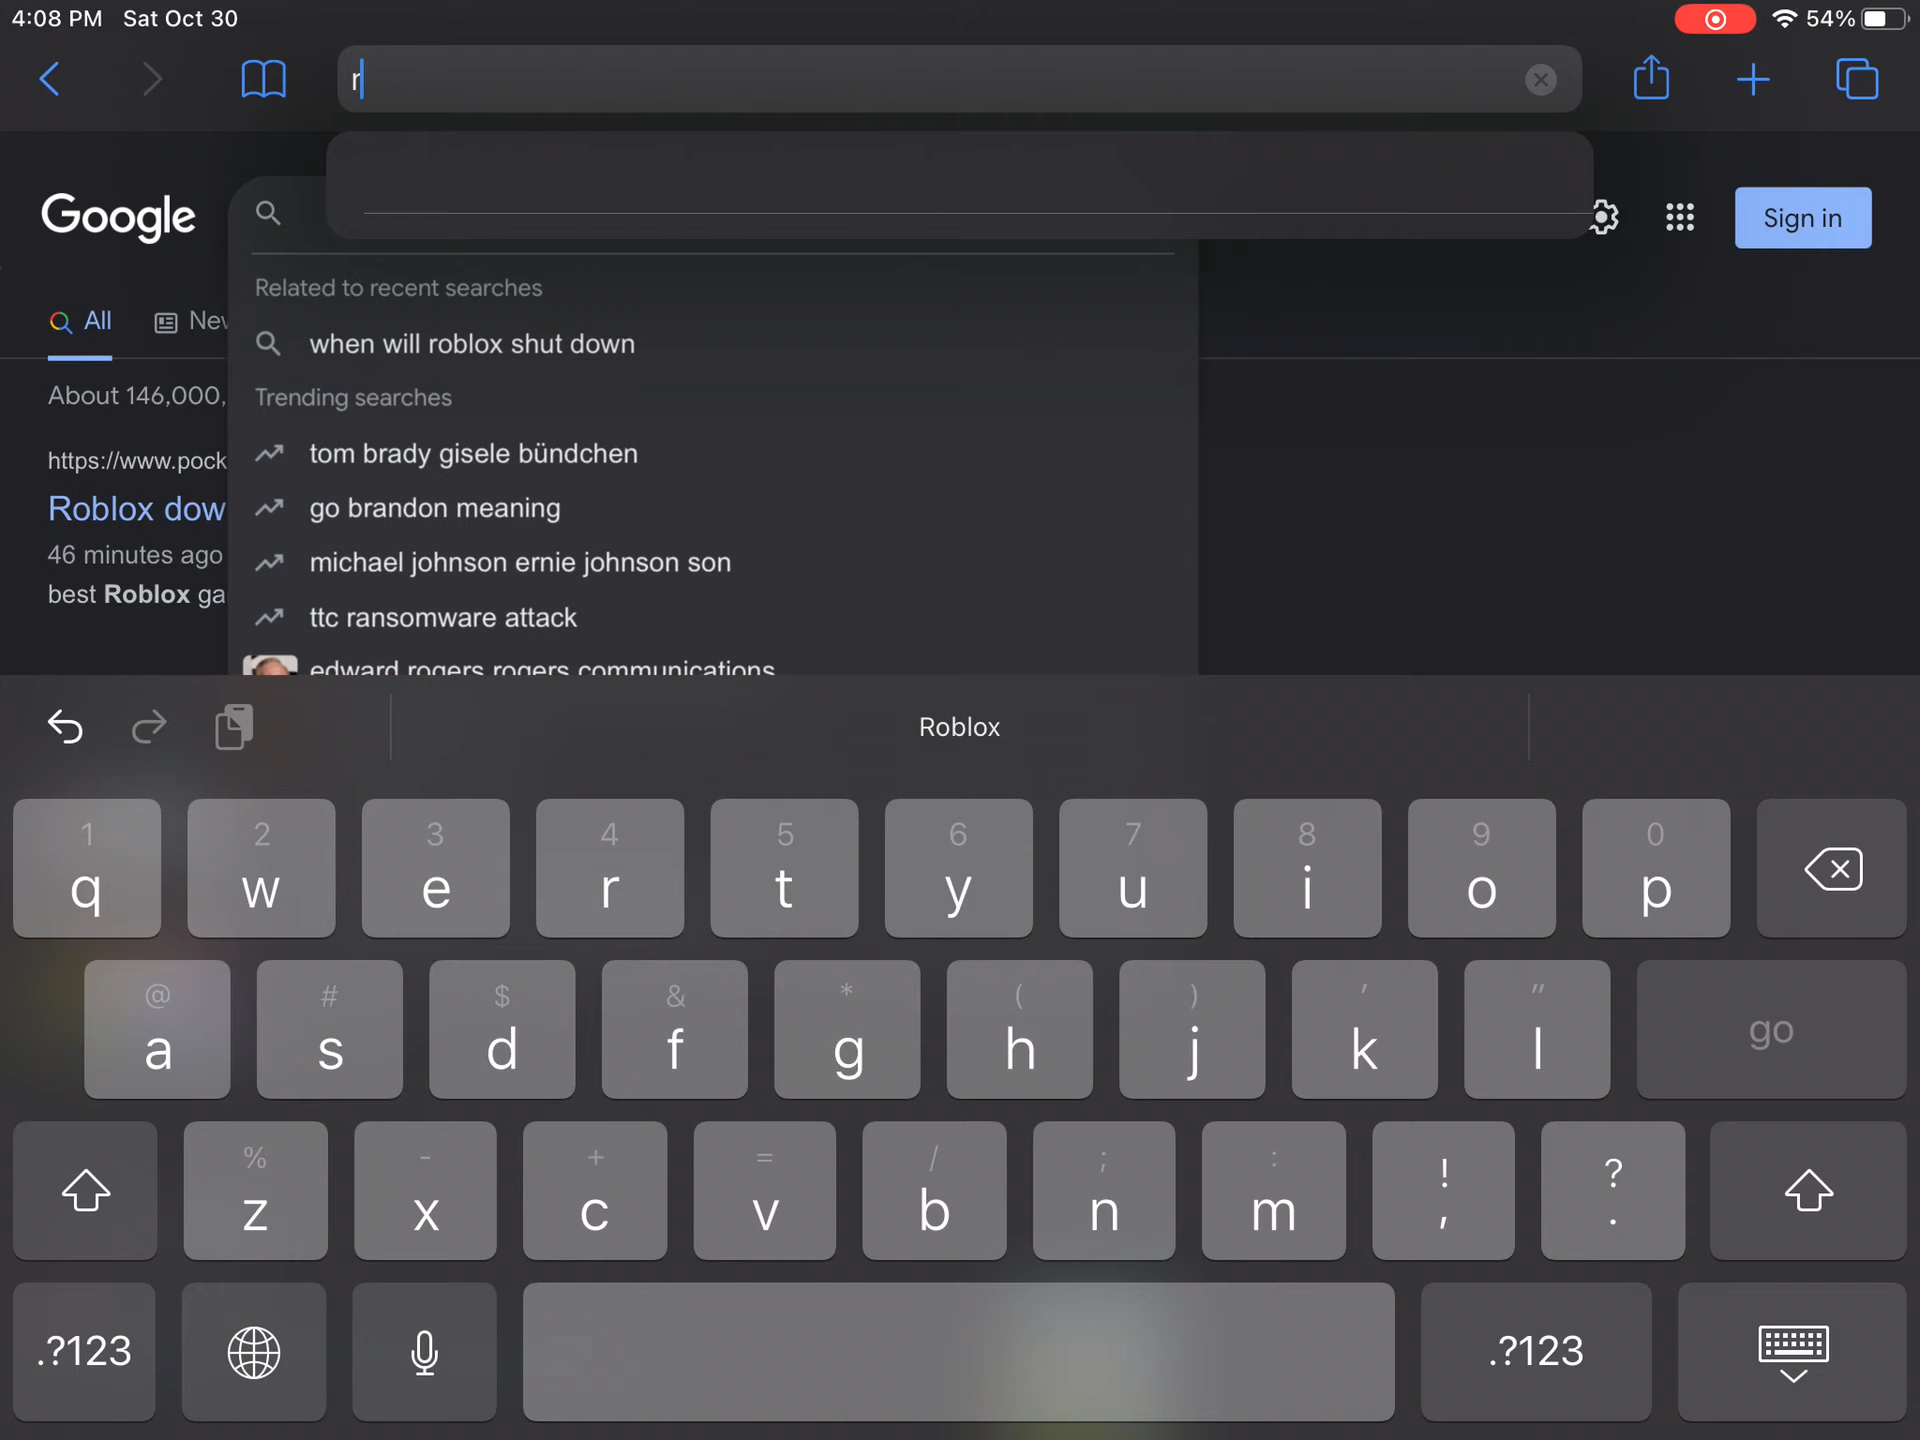 4:08 PM Sat Oct 30
54%
r
Google
Sign in
All
New
Related to recent searches
when will roblox shut down
Trending searches
About 146,000,
tom brady gisele bündchen
https://www.pock
Roblox dow
go brandon meaning
46 minutes ago
michael johnson ernie johnson son
best Roblox ga
ttc ransomware attack
edward rogers rogers communications
Roblox
1 2 3 4 5 6 7 8 9 0
q w e r t y u i o p
@ # $ & * ( ) ' "
a s d f g h j k l go
% - + = / ; : ! ?
z x c v b n m , .
.?123 .?123